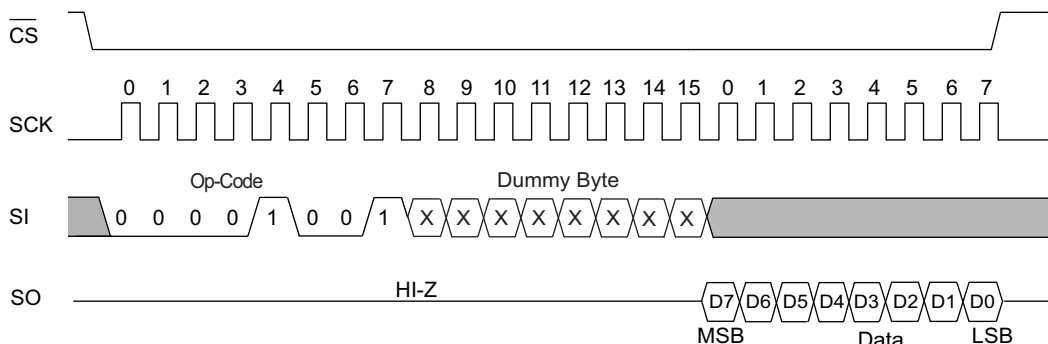 CS
0 1 2 3 4 5 6 7 8 9 10 11 12 13 14 15 0 1 2 3 4 5 6 7
SCK
Op-Code Dummy Byte
SI 0 0 0 0 1 0 0 1 X X X X X X X X
HI-Z
SO D7 D6 D5 D4 D3 D2 D1 D0
MSB Data LSB